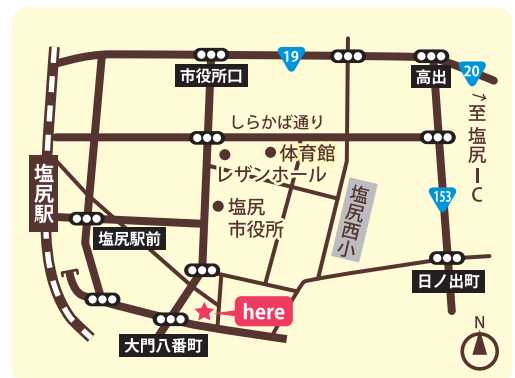 19
市役所口
高出
20
→至 塩尻IC
しらかば通り
体育館
レザンホール
塩尻駅
塩尻
市役所
塩尻西小
153
塩尻駅前
日ノ出町
here
大門八番町
N